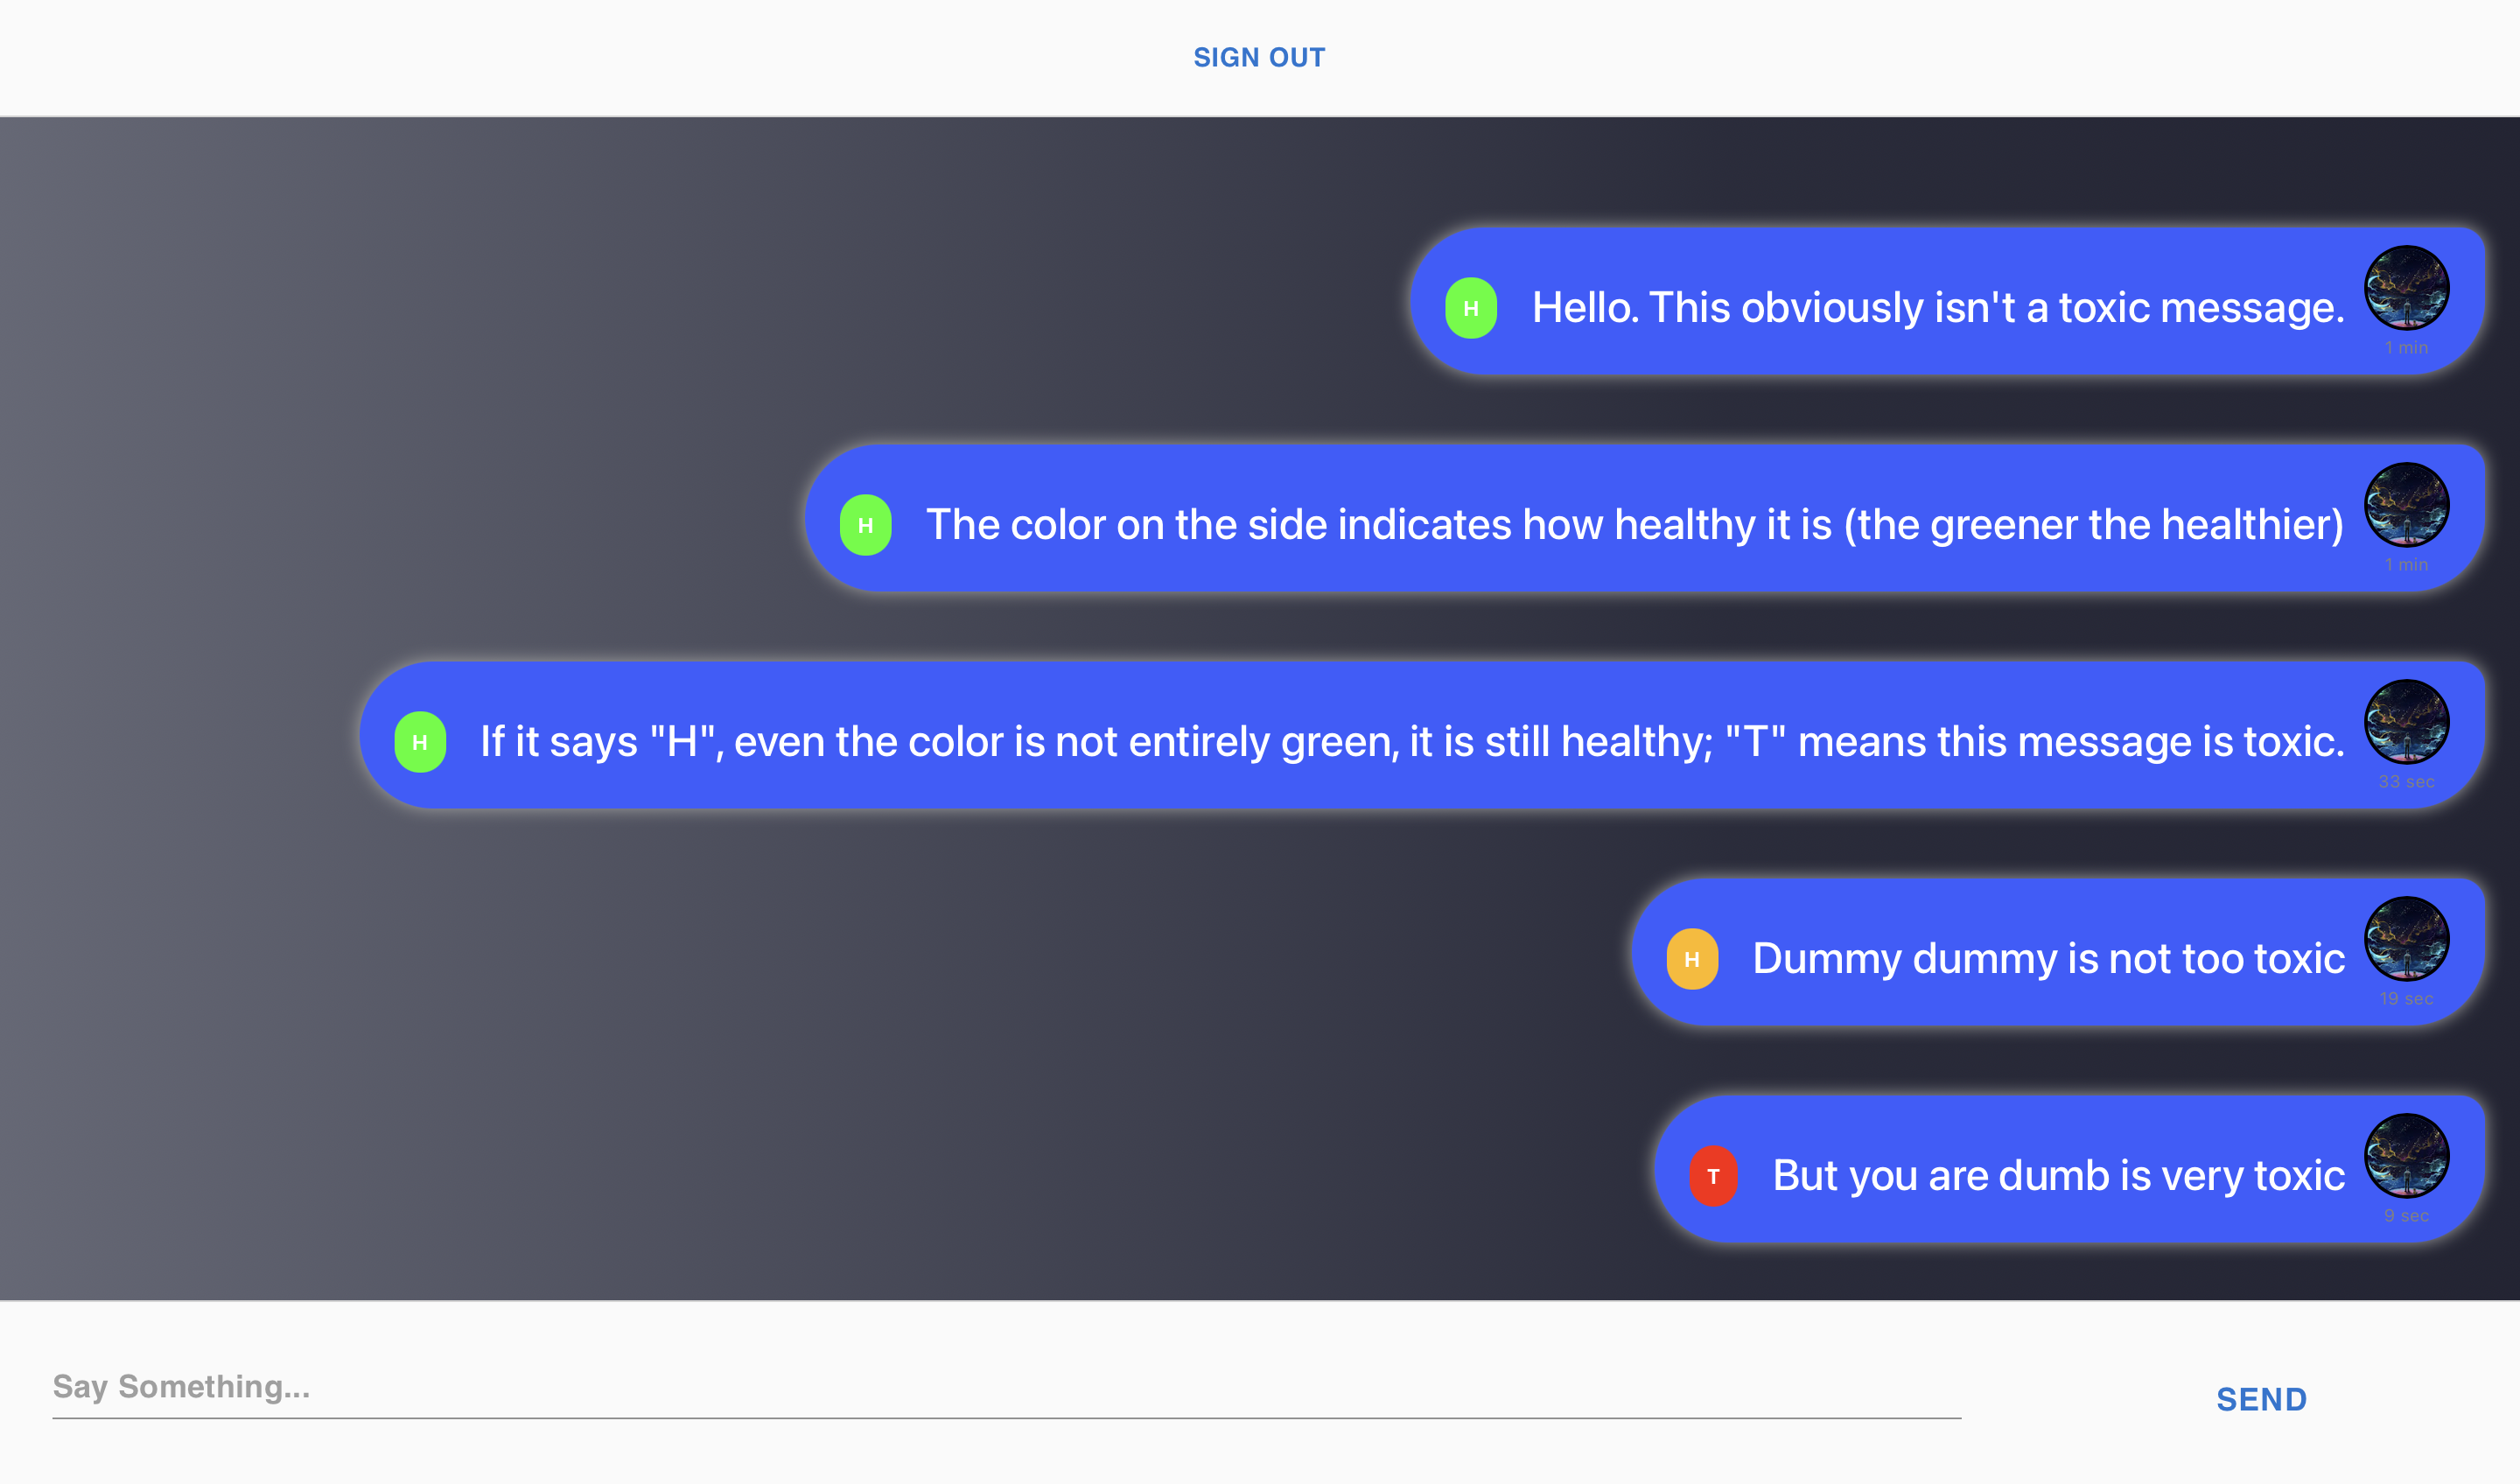 SIGN OUT
H Hello. This obviously isn't a toxic message.
1 min
H The color on the side indicates how healthy it is (the greener the healthier)
1 min
H If it says "H", even the color is not entirely green, it is still healthy; "T" means this message is toxic.
33 sec
H Dummy dummy is not too toxic
19 sec
T But you are dumb is very toxic
9 sec
Say Something...
SEND